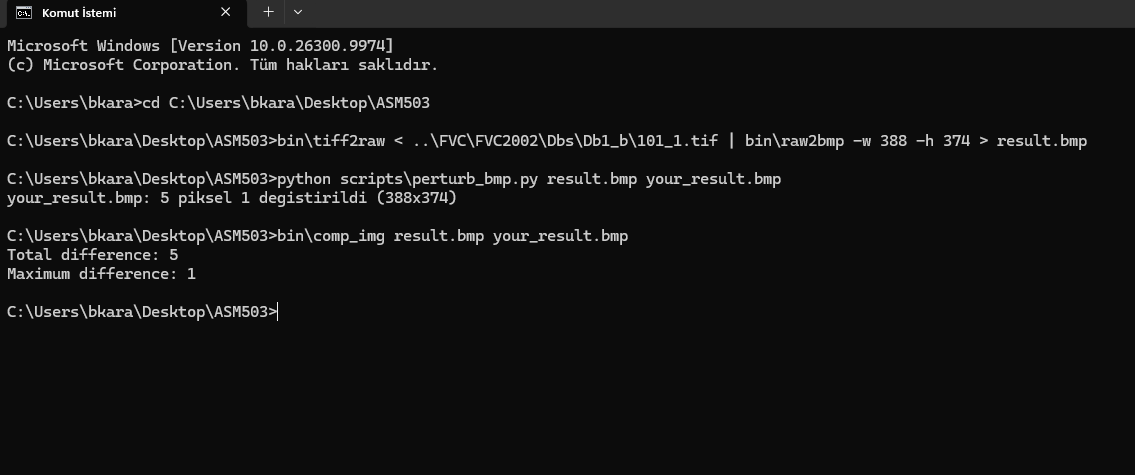 Komut İstemi
Microsoft Windows [Version 10.0.26300.9974]
(c) Microsoft Corporation. Tüm hakları saklıdır.
C:\Users\bkara>cd C:\Users\bkara\Desktop\ASM503
C:\Users\bkara\Desktop\ASM503>bin\tiff2raw < ..\FVC\FVC2002\Dbs\Db1_b\101_1.tif | bin\raw2bmp -w 388 -h 374 > result.bmp
C:\Users\bkara\Desktop\ASM503>python scripts\perturb_bmp.py result.bmp your_result.bmp
your_result.bmp: 5 piksel 1 degistirildi (388x374)
C:\Users\bkara\Desktop\ASM503>bin\comp_img result.bmp your_result.bmp
Total difference: 5
Maximum difference: 1
C:\Users\bkara\Desktop\ASM503>